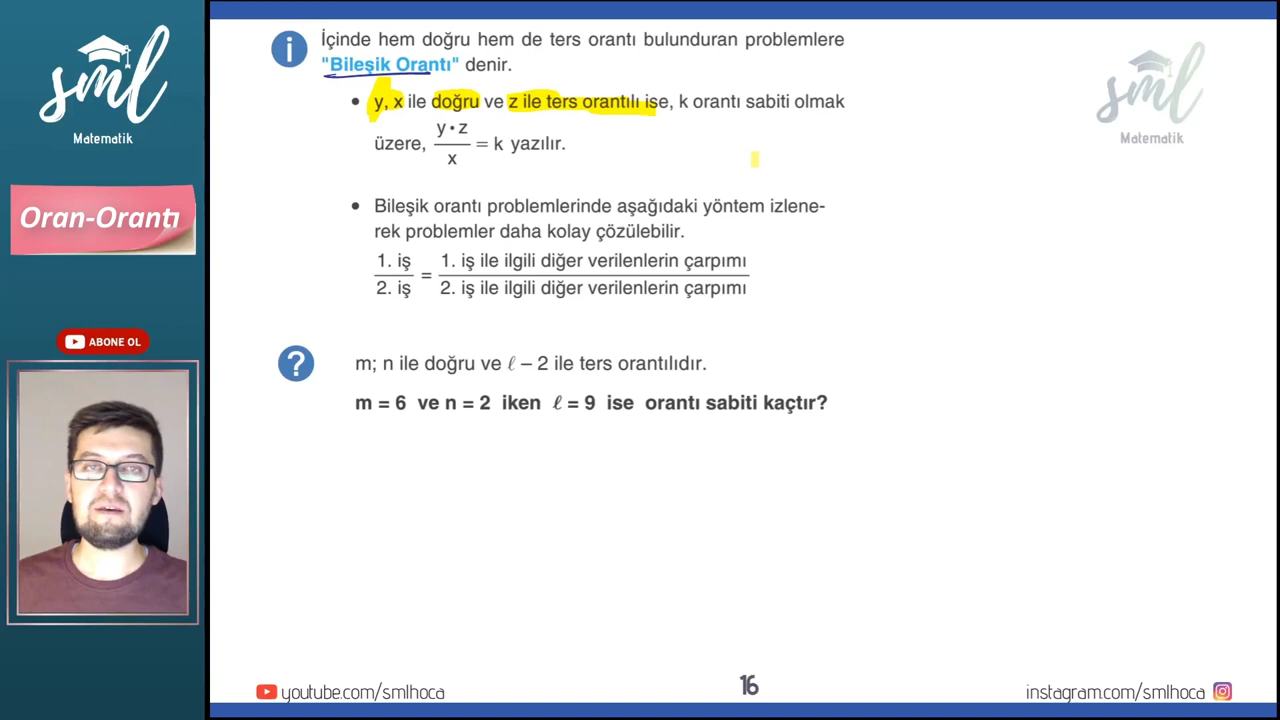 sml
Matematik
Oran-Orantı
ABONE OL
İçinde hem doğru hem de ters orantı bulunduran problemlere
"Bileşik Orantı" denir.
• y, x ile doğru ve z ile ters orantılı ise, k orantı sabiti olmak
üzere, y · z / x = k yazılır.
• Bileşik orantı problemlerinde aşağıdaki yöntem izlene-
rek problemler daha kolay çözülebilir.
1. iş / 2. iş = 1. iş ile ilgili diğer verilenlerin çarpımı / 2. iş ile ilgili diğer verilenlerin çarpımı
sml
Matematik
? m; n ile doğru ve ℓ – 2 ile ters orantılıdır.
m = 6 ve n = 2 iken ℓ = 9 ise orantı sabiti kaçtır?
youtube.com/smlhoca
16
instagram.com/smlhoca